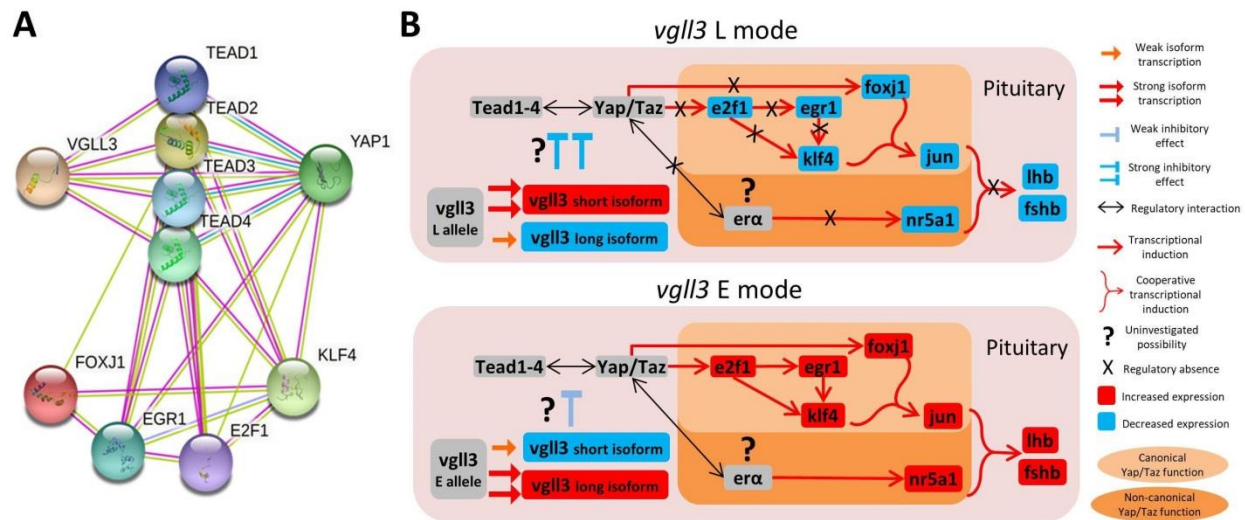 A
TEAD1
TEAD2
VGLL3
TEAD3
YAP1
TEAD4
FOXJ1
KLF4
EGR1
E2F1
B
vgll3 L mode
Pituitary
foxj1
Tead1-4
Yap/Taz
X
X
e2f1
X
egr1
X
X
X
klf4
jun
?
?
X
X
X
lhb
fshb
vgll3
L allele
vgll3 short isoform
vgll3 long isoform
erα
nr5a1
vgll3 E mode
Pituitary
foxj1
Tead1-4
Yap/Taz
e2f1
egr1
klf4
jun
?
?
lhb
fshb
vgll3
E allele
vgll3 short isoform
vgll3 long isoform
erα
nr5a1
Weak isoform
transcription
Strong isoform
transcription
Weak inhibitory
effect
Strong inhibitory
effect
Regulatory interaction
Transcriptional
induction
Cooperative
transcriptional
induction
? Uninvestigated
possibility
X Regulatory absence
Increased expression
Decreased expression
Canonical
Yap/Taz function
Non-canonical
Yap/Taz function